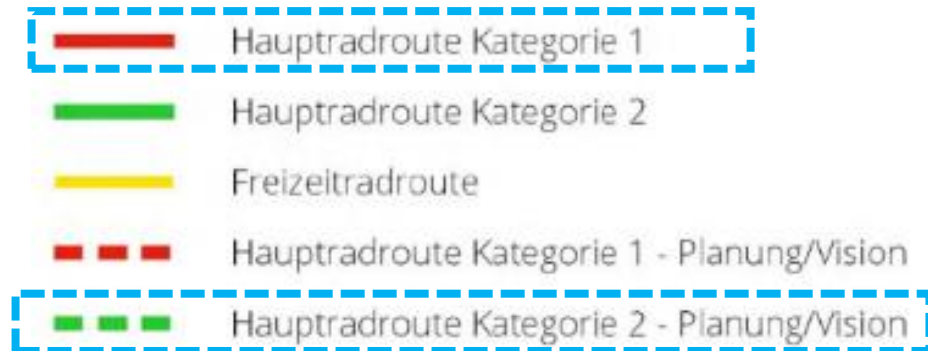 Hauptradroute Kategorie 1
Hauptradroute Kategorie 2
Freizeitradroute
Hauptradroute Kategorie 1 - Planung/Vision
Hauptradroute Kategorie 2 - Planung/Vision